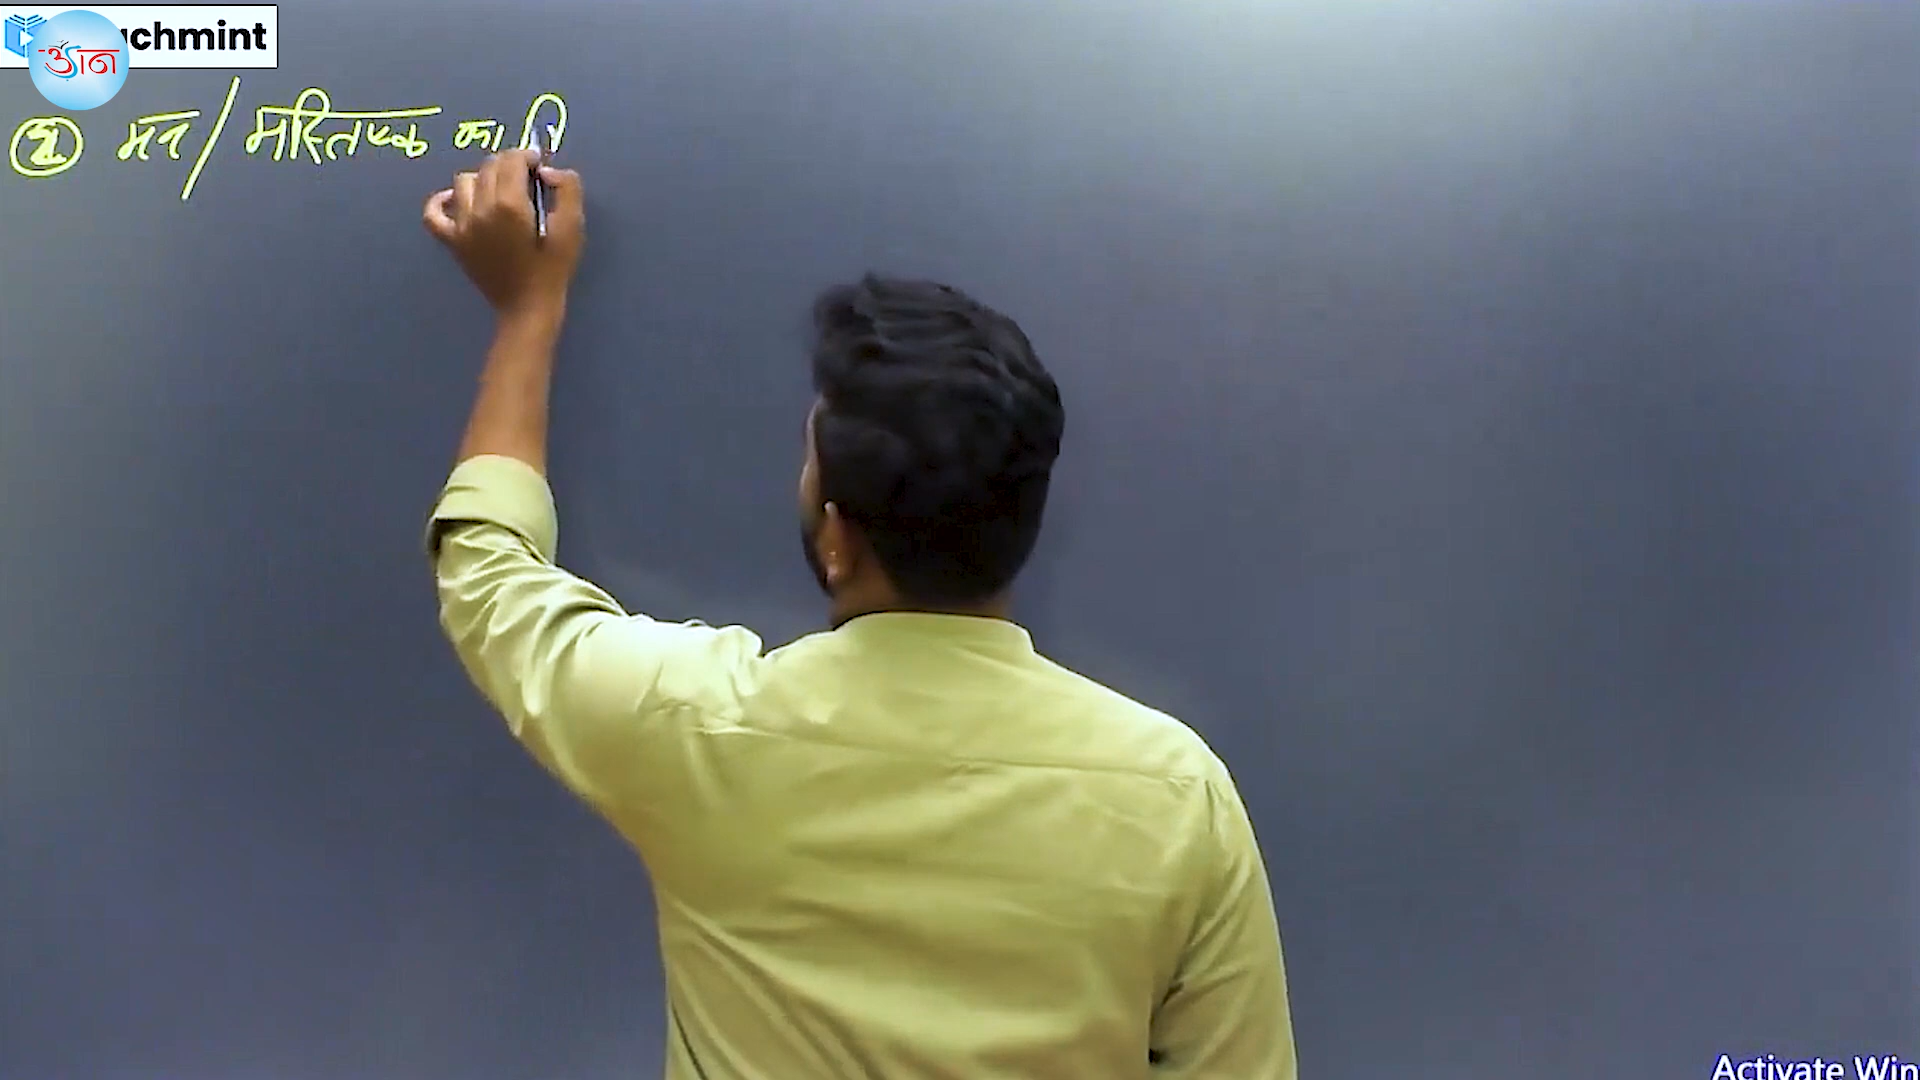 chmint
② मन / मस्तिष्क का वि
Activate Win